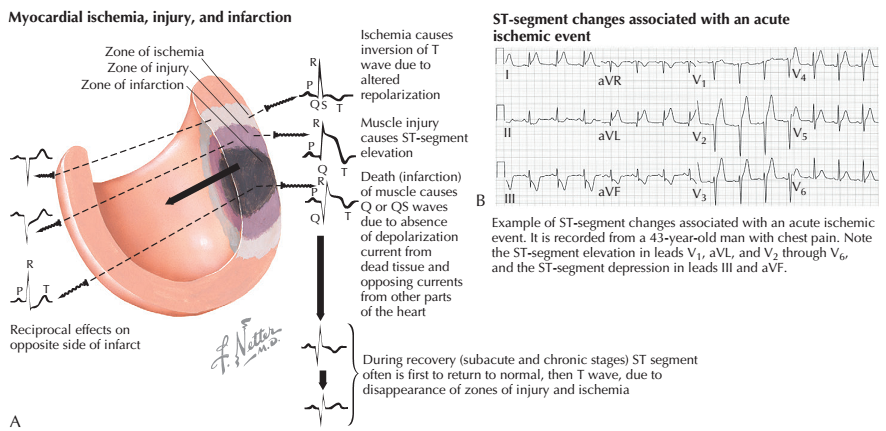 Myocardial ischemia, injury, and infarction
Zone of ischemia
Zone of injury
Zone of infarction
R
P
Q S
T
Ischemia causes
inversion of T
wave due to
altered
repolarization
R
P
Q
T
Muscle injury
causes ST-segment
elevation
R
P
Q
T
Death (infarction)
of muscle causes
Q or QS waves
due to absence
of depolarization
current from
dead tissue and
opposing currents
from other parts
of the heart
R
P
T
Reciprocal effects on
opposite side of infarct
F. Netter
M.D.
During recovery (subacute and chronic stages) ST segment
often is first to return to normal, then T wave, due to
disappearance of zones of injury and ischemia
A
ST-segment changes associated with an acute
ischemic event
I
aVR
V1
V4
II
aVL
V2
V5
III
aVF
V3
V6
B
Example of ST-segment changes associated with an acute ischemic
event. It is recorded from a 43-year-old man with chest pain. Note
the ST-segment elevation in leads V1, aVL, and V2 through V6,
and the ST-segment depression in leads III and aVF.